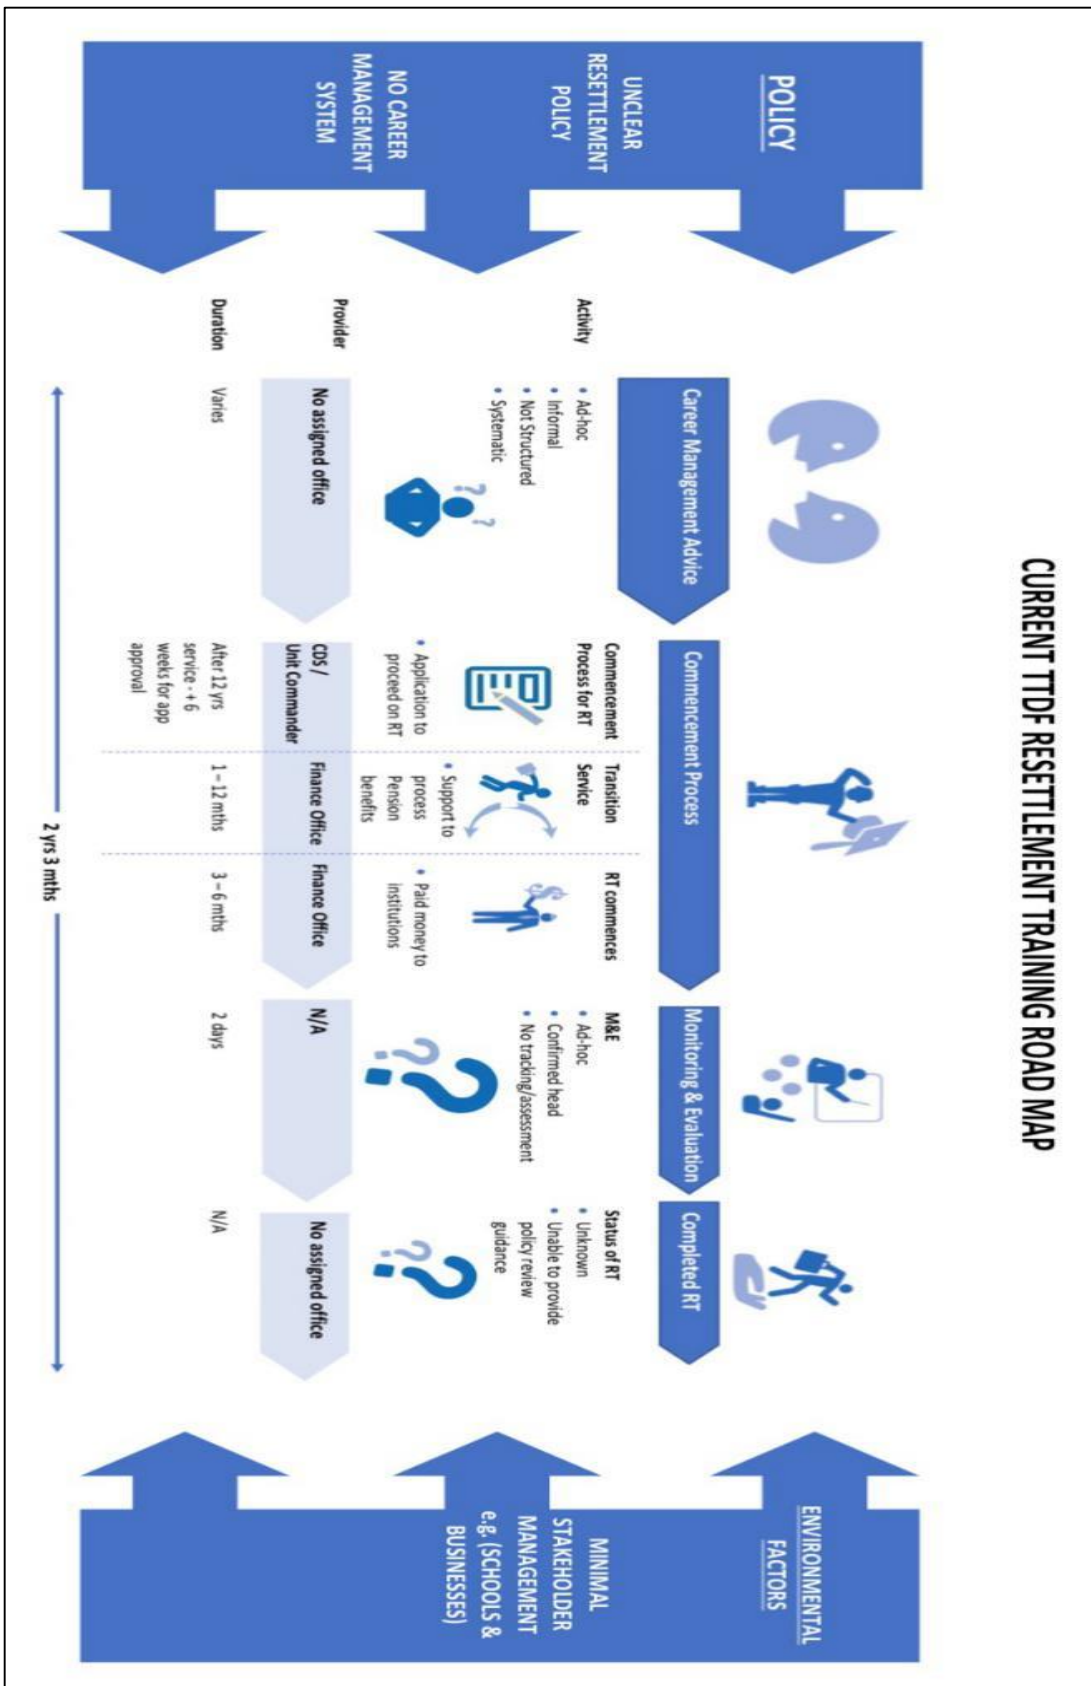 CURRENT TTDF RESETTLEMENT TRAINING ROAD MAP
POLICY
UNCLEAR
RESETTLEMENT
POLICY
NO CAREER
MANAGEMENT
SYSTEM
Career Management Advice
Commencement Process
Monitoring & Evaluation
Completed RT
Activity
• Ad-hoc
• Informal
• Not Structured
• Systematic
Commencement
Process for RT
• Application to
proceed on RT
Transition
Service
• Support to
process
Pension
benefits
RT commences
• Paid money to
institutions
M&E
• Ad-hoc
• Confirmed head
• No tracking/assessment
Status of RT
• Unknown
• Unable to provide
policy review
guidance
Provider
No assigned office
CDS /
Unit Commander
Finance Office
Finance Office
N/A
No assigned office
Duration
Varies
After 12 yrs
service - + 6
weeks for app
approval
1 – 12 mths
3 – 6 mths
2 days
N/A
2 yrs 3 mths
ENVIRONMENTAL
FACTORS
MINIMAL
STAKEHOLDER
MANAGEMENT
e.g. (SCHOOLS &
BUSINESSES)